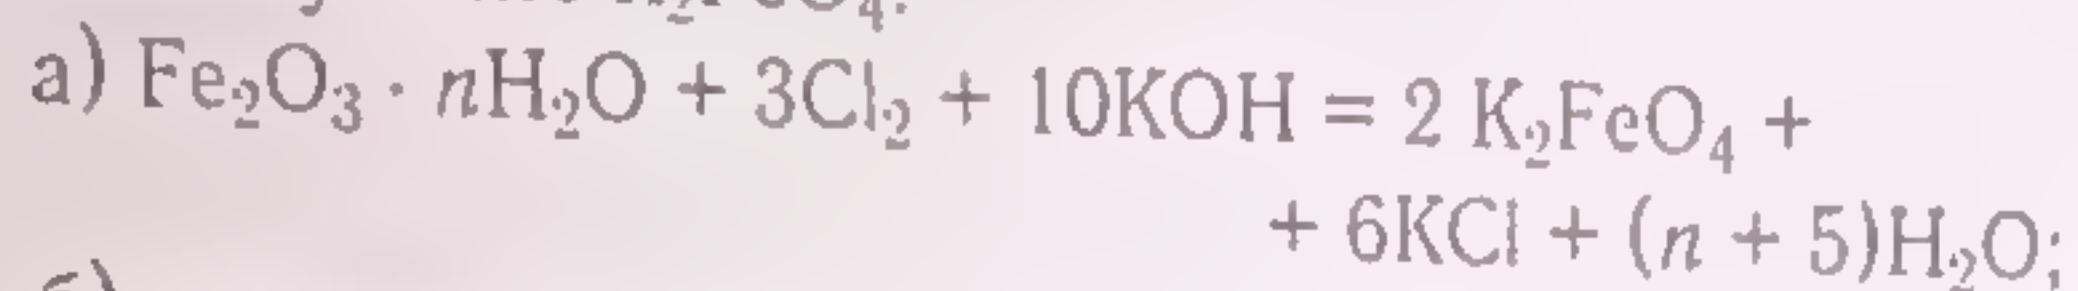 а) Fe₂O₃ · nH₂O + 3Cl₂ + 10KOH = 2 K₂FeO₄ +
+ 6KCl + (n + 5)H₂O;